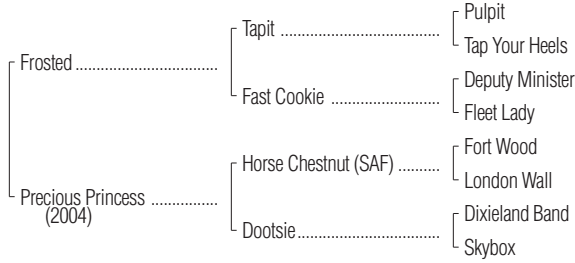 Pulpit
Tapit ................................
Tap Your Heels
Frosted ................................
Deputy Minister
Fast Cookie ......................
Fleet Lady
Fort Wood
Horse Chestnut (SAF) ..........
London Wall
Precious Princess ................
(2004)
Dixieland Band
Dootsie.............................
Skybox